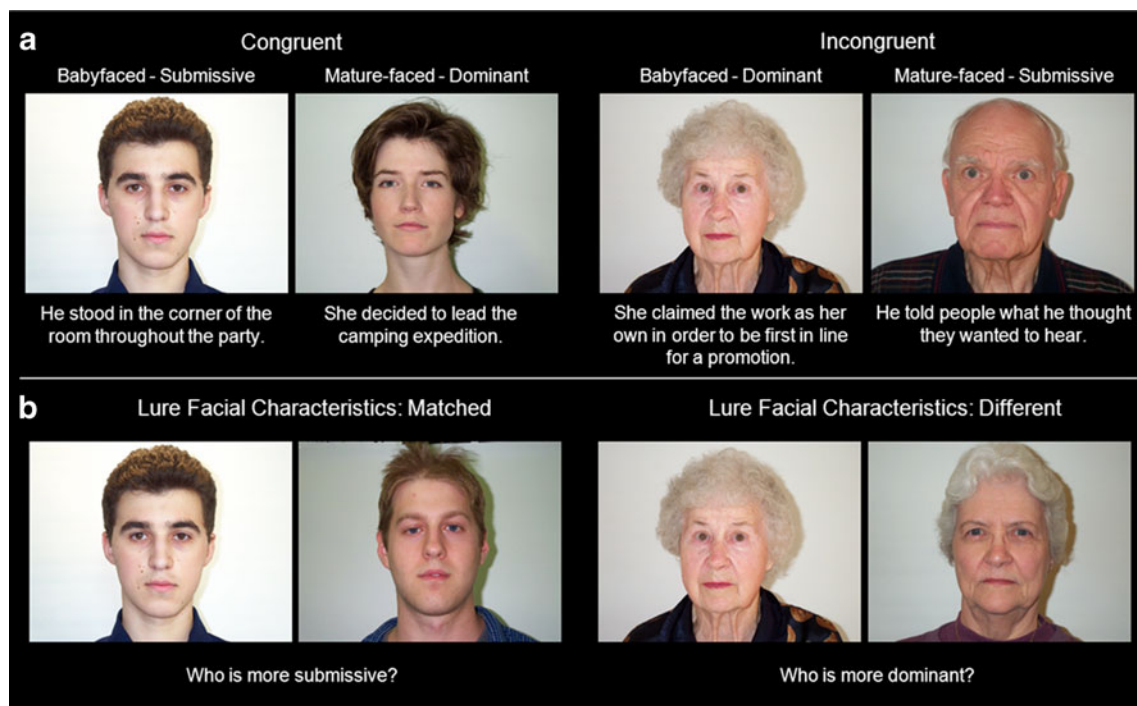 a
Congruent
Incongruent
Babyfaced - Submissive
Mature-faced - Dominant
Babyfaced - Dominant
Mature-faced - Submissive
He stood in the corner of the
room throughout the party.
She decided to lead the
camping expedition.
She claimed the work as her
own in order to be first in line
for a promotion.
He told people what he thought
they wanted to hear.
b
Lure Facial Characteristics: Matched
Lure Facial Characteristics: Different
Who is more submissive?
Who is more dominant?